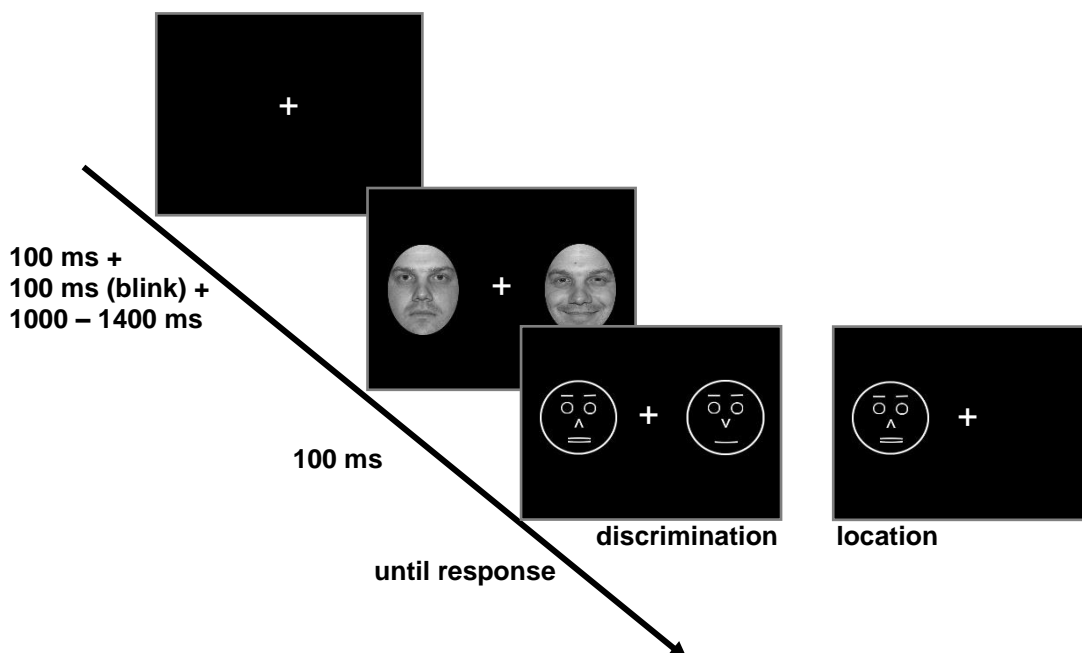 100 ms +
100 ms (blink) +
1000 – 1400 ms
100 ms
discrimination
location
until response